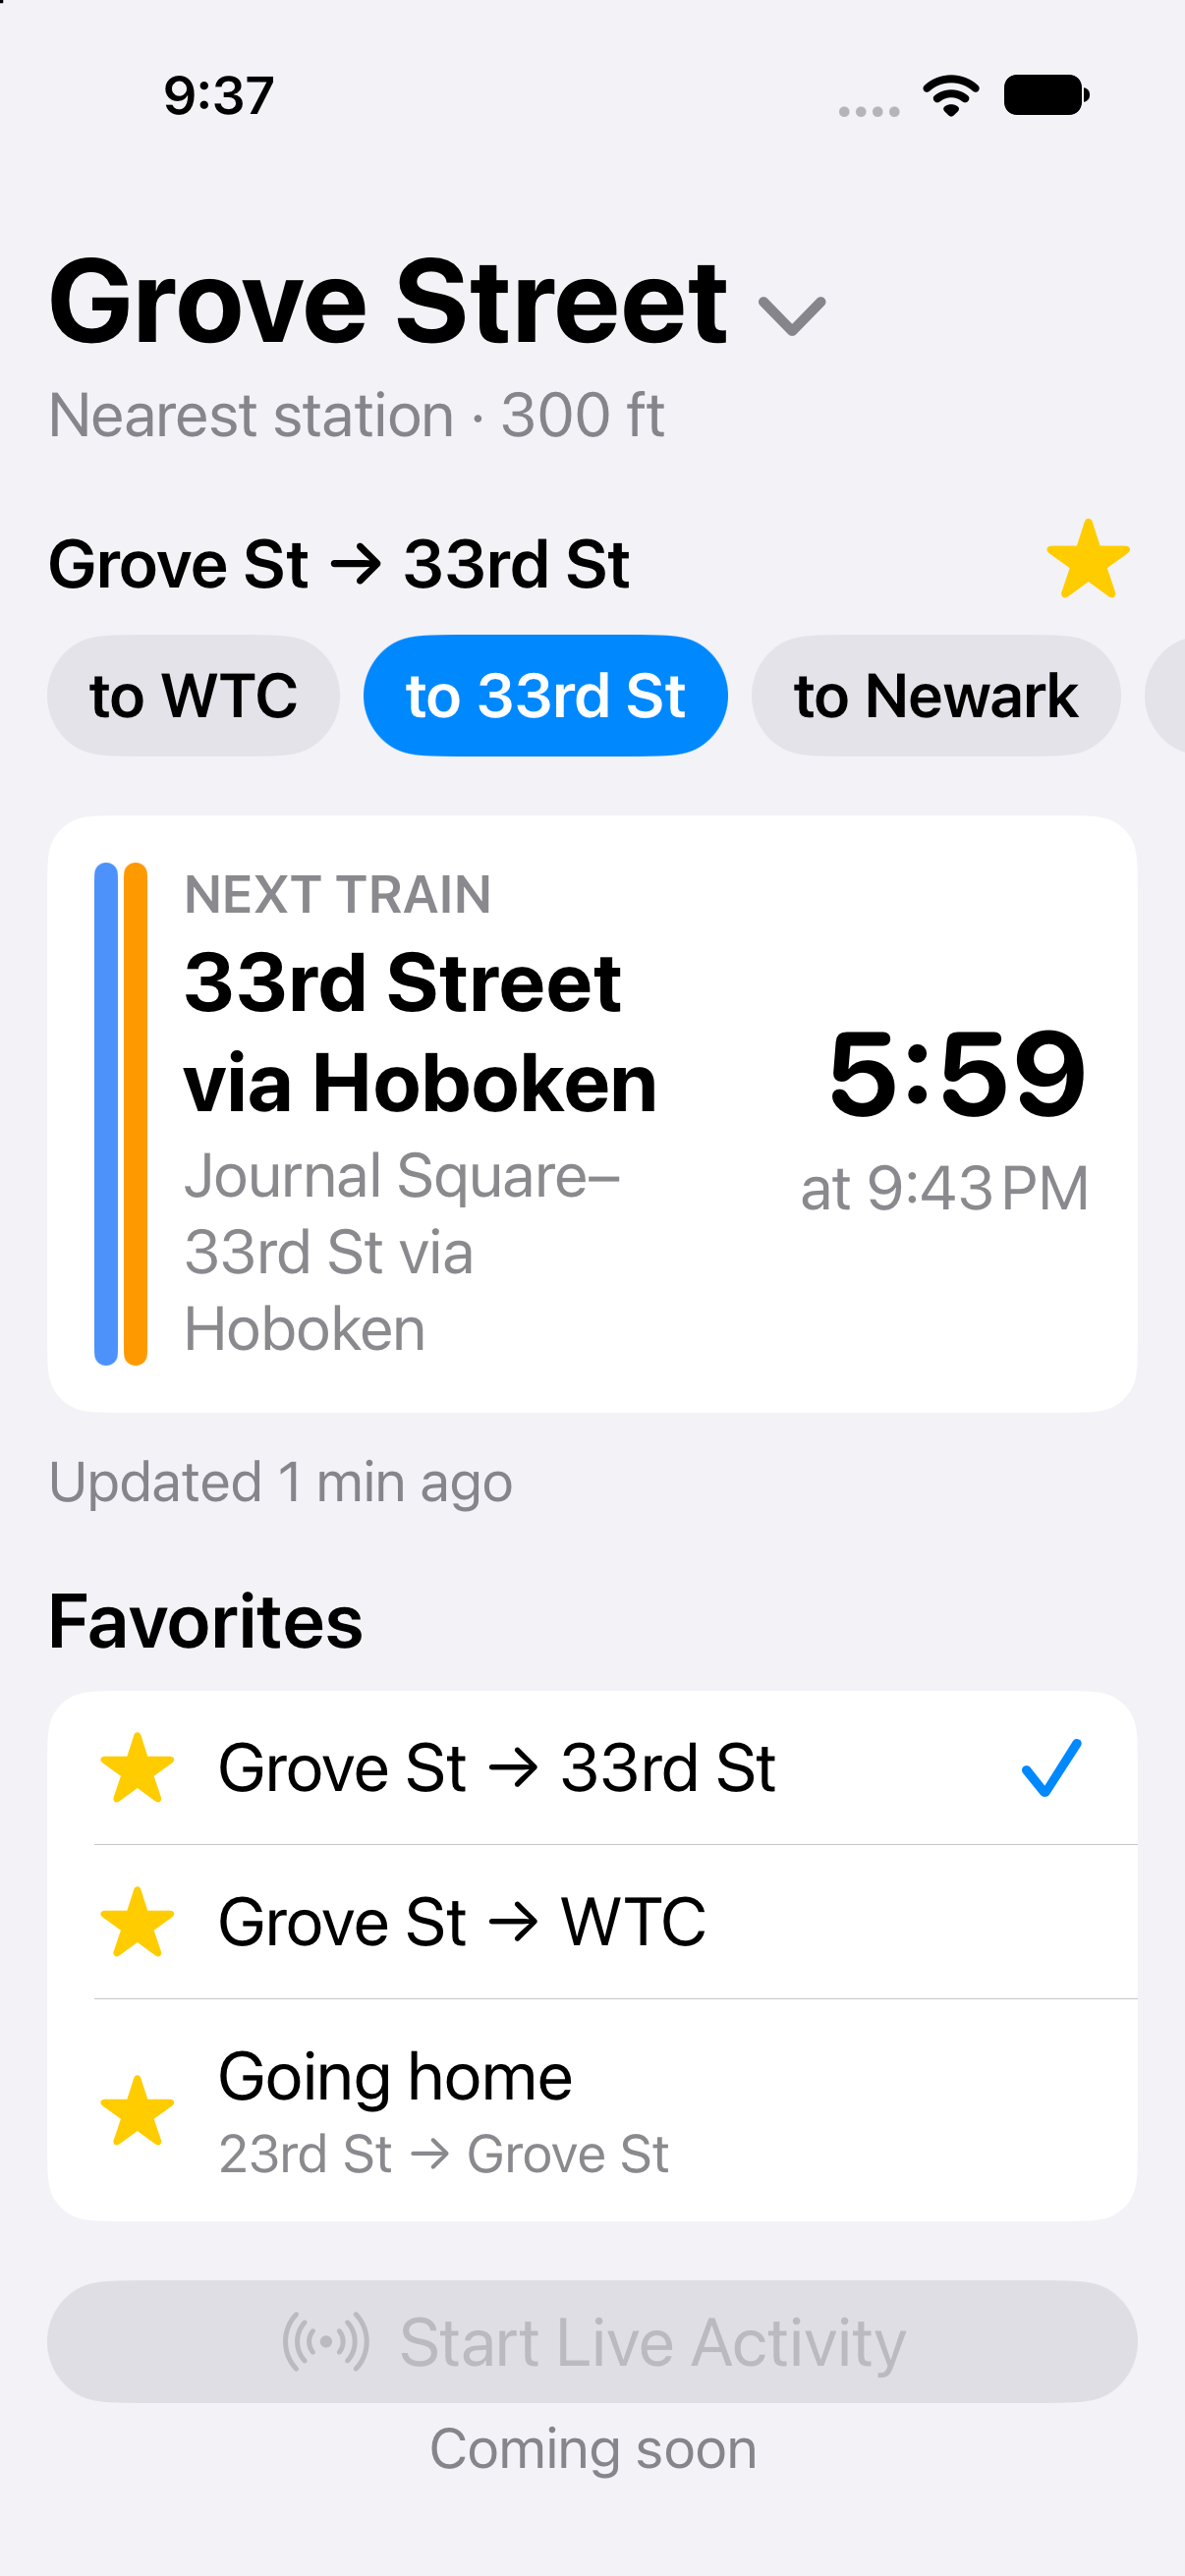 9:37
Grove Street
Nearest station · 300 ft
Grove St → 33rd St
to WTC
to 33rd St
to Newark
NEXT TRAIN
33rd Street
via Hoboken
Journal Square–
33rd St via
Hoboken
5:59
at 9:43 PM
Updated 1 min ago
Favorites
Grove St → 33rd St
Grove St → WTC
Going home
23rd St → Grove St
Start Live Activity
Coming soon